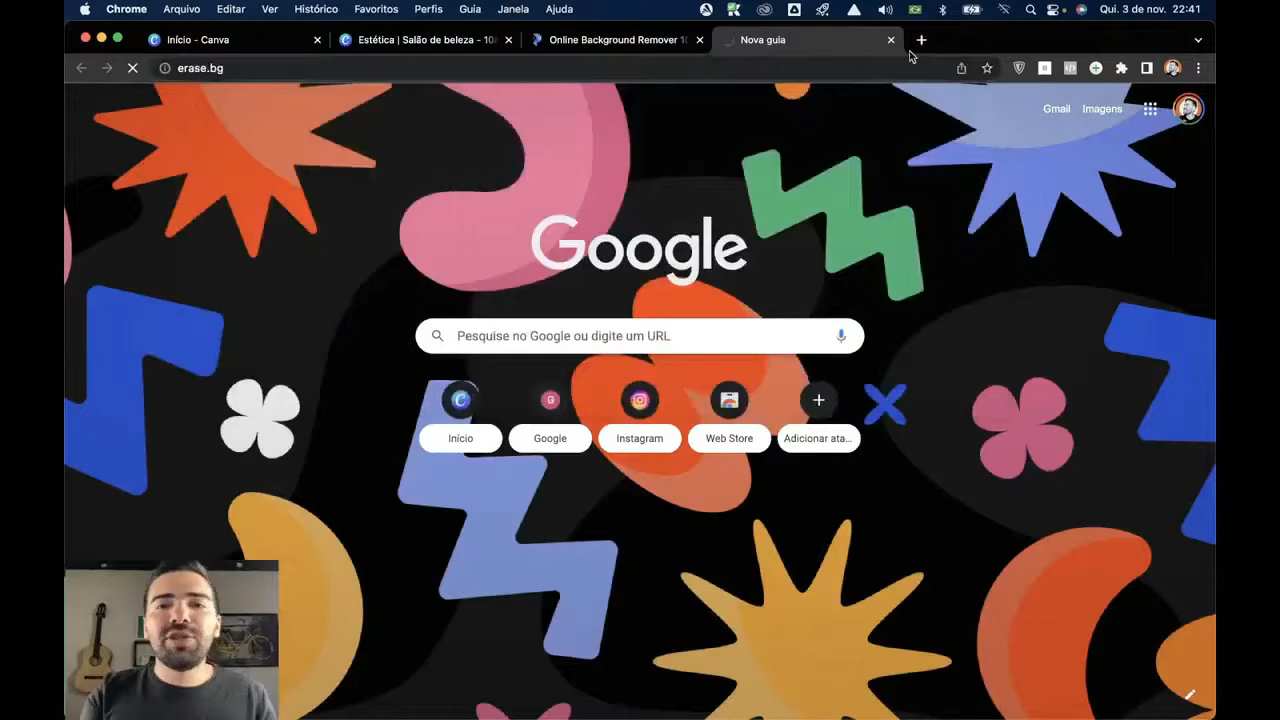 Chrome Arquivo Editar Ver Histórico Favoritos Perfis Guia Janela Ajuda Qui. 3 de nov. 22:41
Início - Canva Estética | Salão de beleza - 10 Online Background Remover 10 Nova guia
erase.bg
Gmail Imagens
Google
Pesquise no Google ou digite um URL
Início Google Instagram Web Store Adicionar ata...